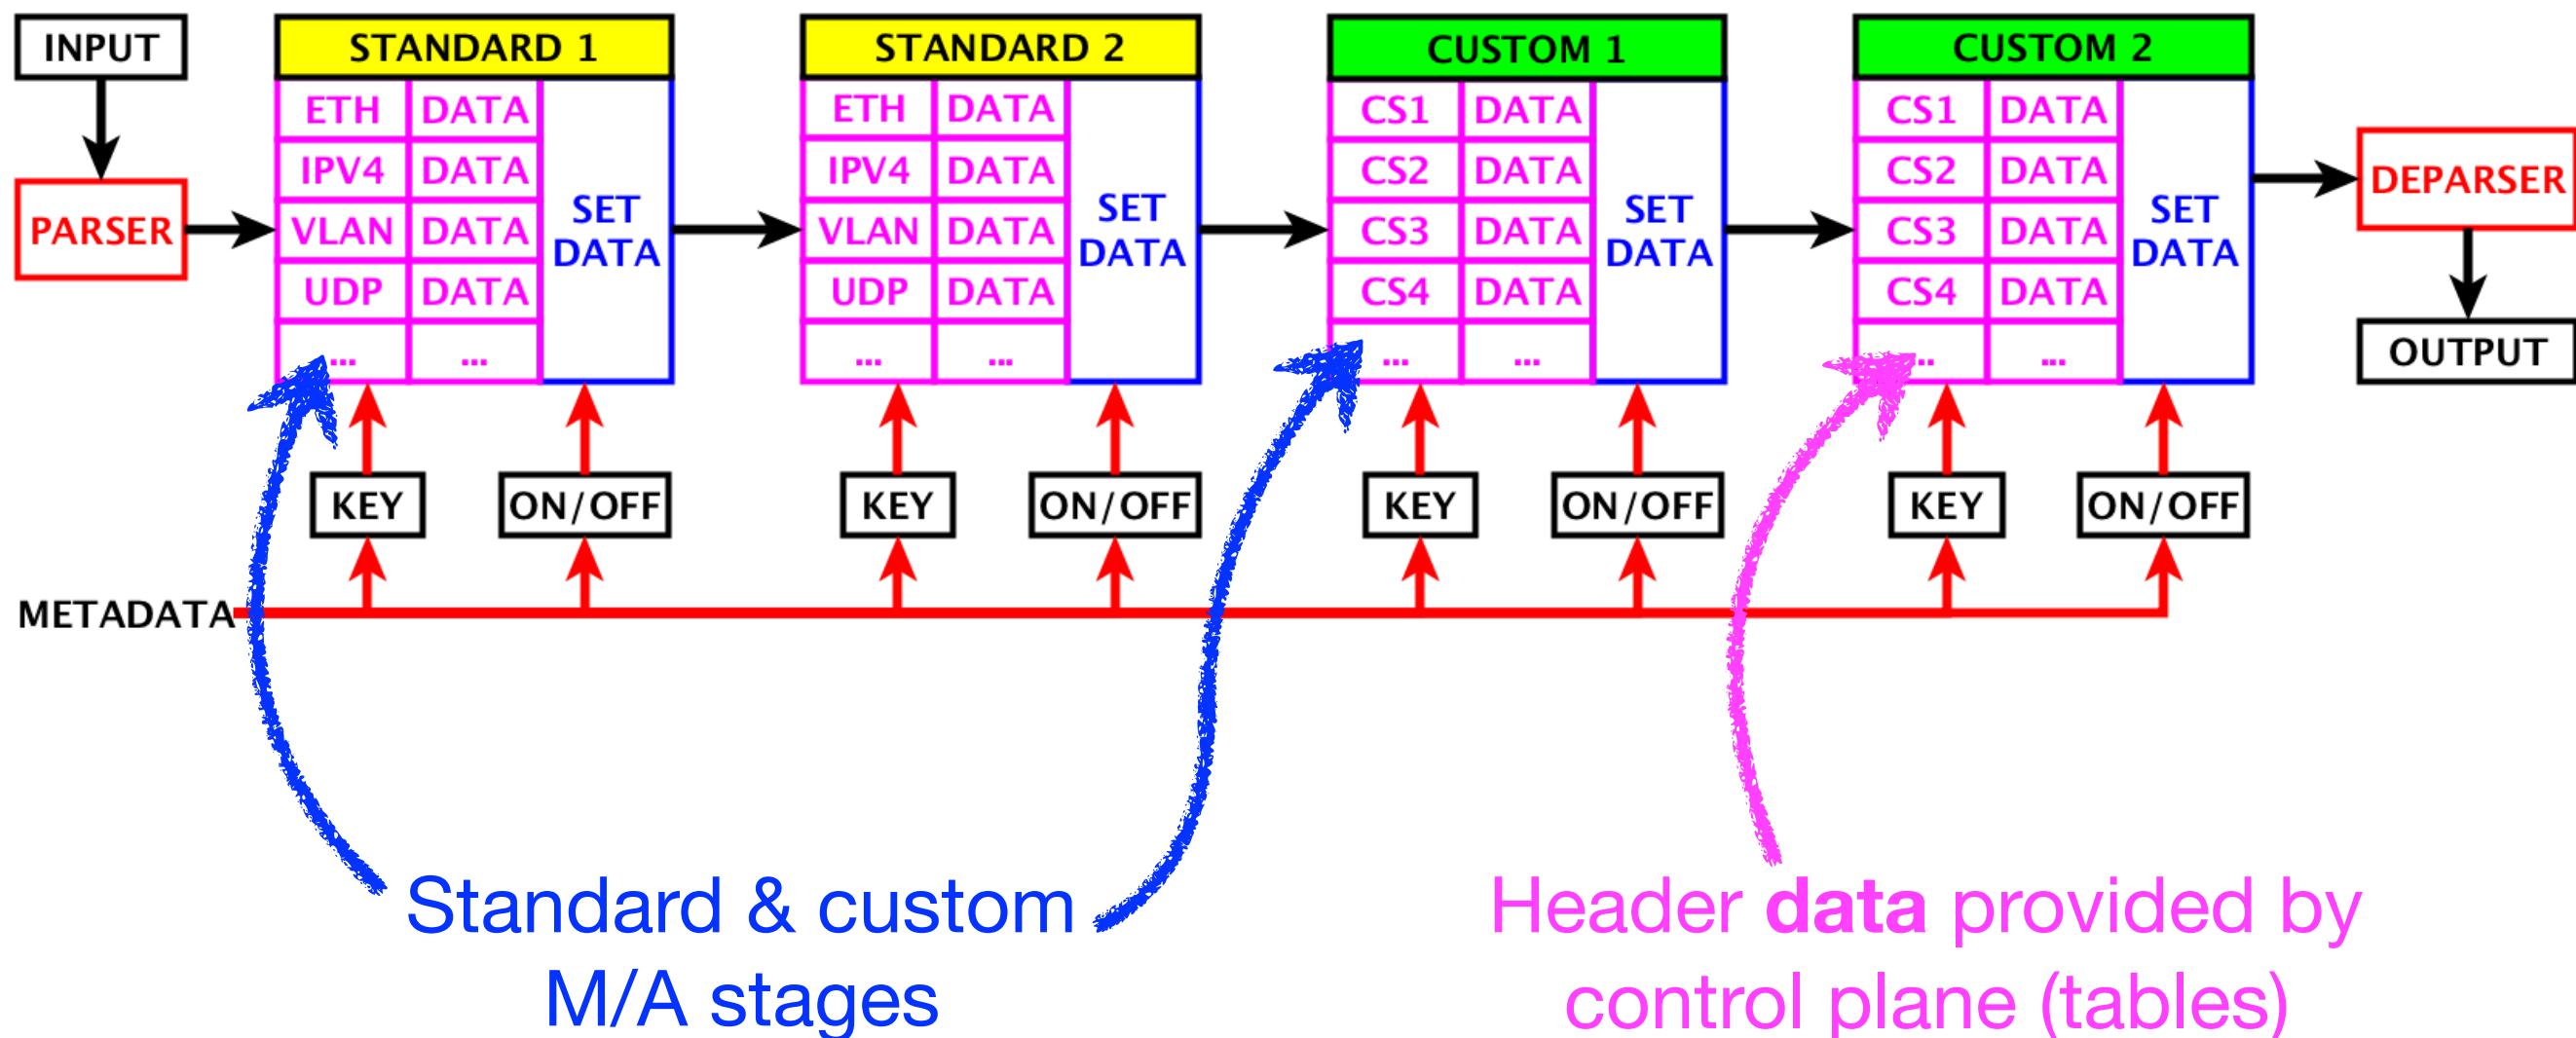 INPUT
PARSER
STANDARD 1
ETH DATA
IPV4 DATA
VLAN DATA
UDP DATA
... ...
SET
DATA
STANDARD 2
ETH DATA
IPV4 DATA
VLAN DATA
UDP DATA
... ...
SET
DATA
CUSTOM 1
CS1 DATA
CS2 DATA
CS3 DATA
CS4 DATA
... ...
SET
DATA
CUSTOM 2
CS1 DATA
CS2 DATA
CS3 DATA
CS4 DATA
... ...
SET
DATA
DEPARSER
OUTPUT
KEY ON/OFF KEY ON/OFF KEY ON/OFF KEY ON/OFF
METADATA
Standard & custom
M/A stages
Header data provided by
control plane (tables)